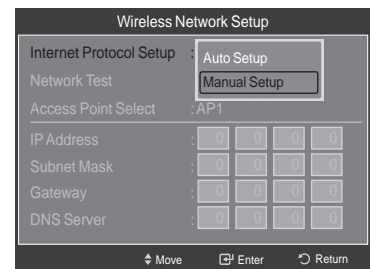 Wireless Network Setup
Internet Protocol Setup : Auto Setup
Manual Setup
Network Test
Access Point Select : AP1
IP Address : 0 0 0 0
Subnet Mask : 0 0 0 0
Gateway : 0 0 0 0
DNS Server : 0 0 0 0
Move Enter Return